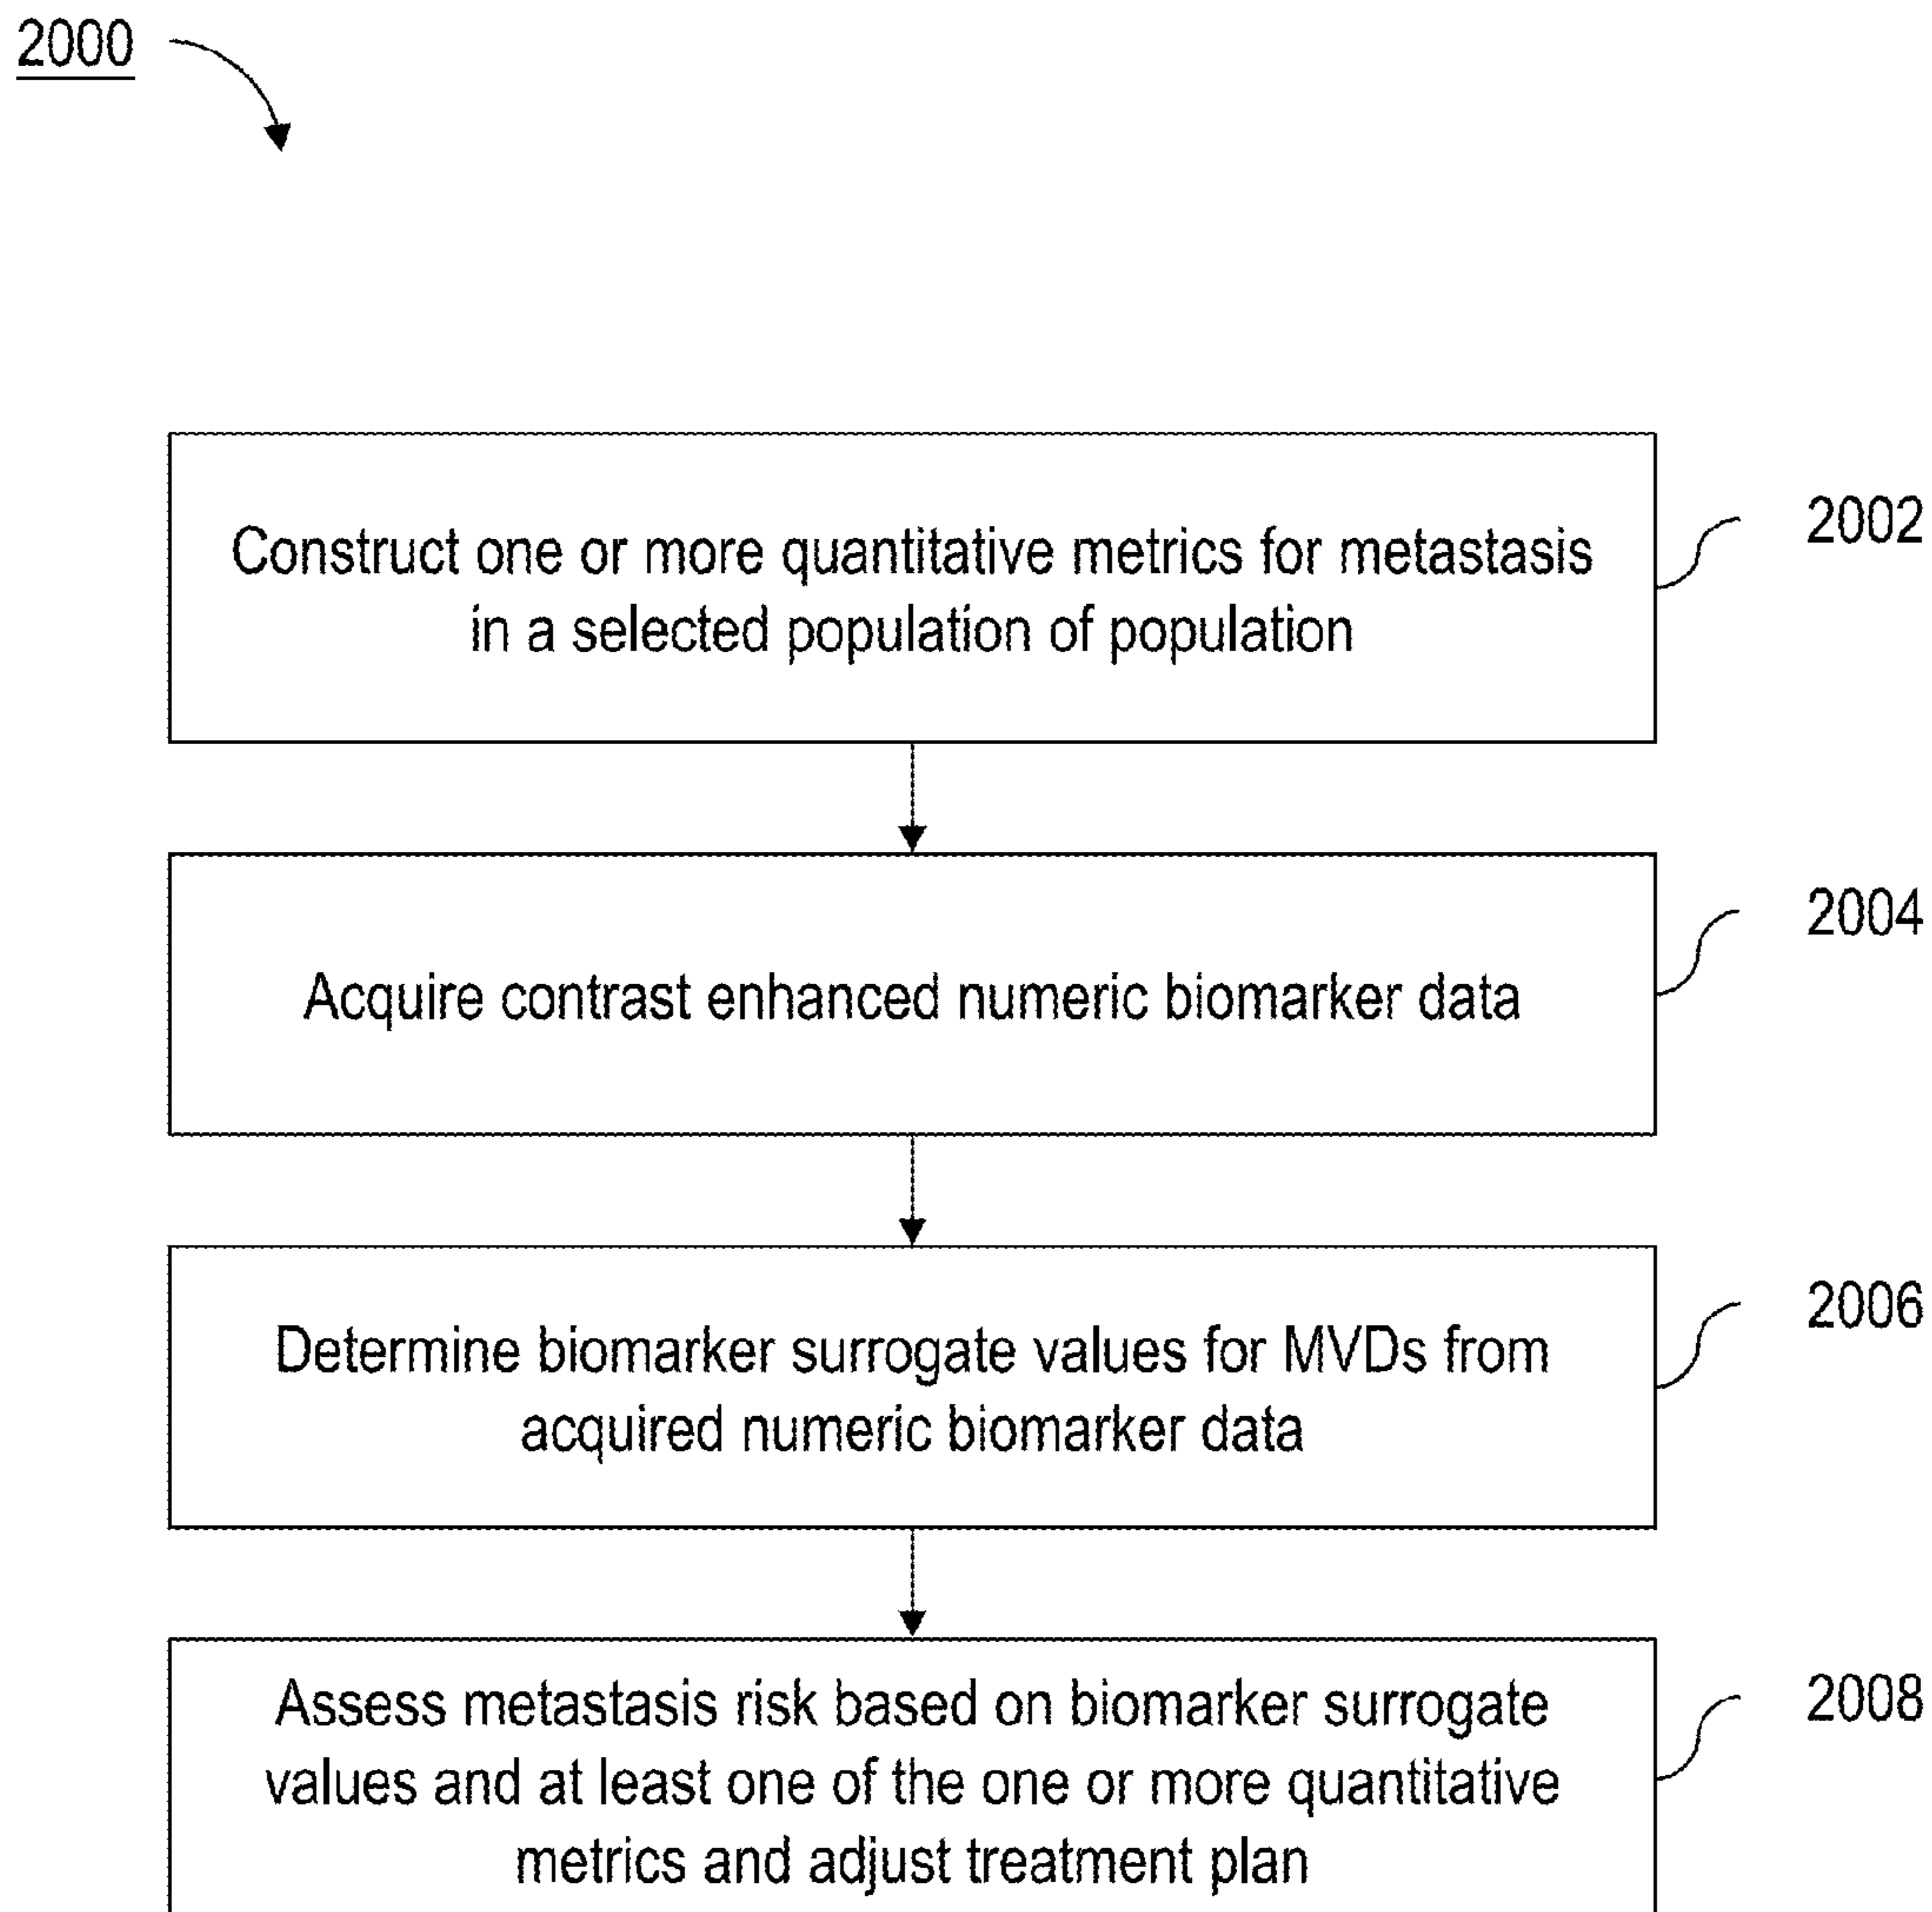 2000
Construct one or more quantitative metrics for metastasis
in a selected population of population
2002
Acquire contrast enhanced numeric biomarker data
2004
Determine biomarker surrogate values for MVDs from
acquired numeric biomarker data
2006
Assess metastasis risk based on biomarker surrogate
values and at least one of the one or more quantitative
metrics and adjust treatment plan
2008